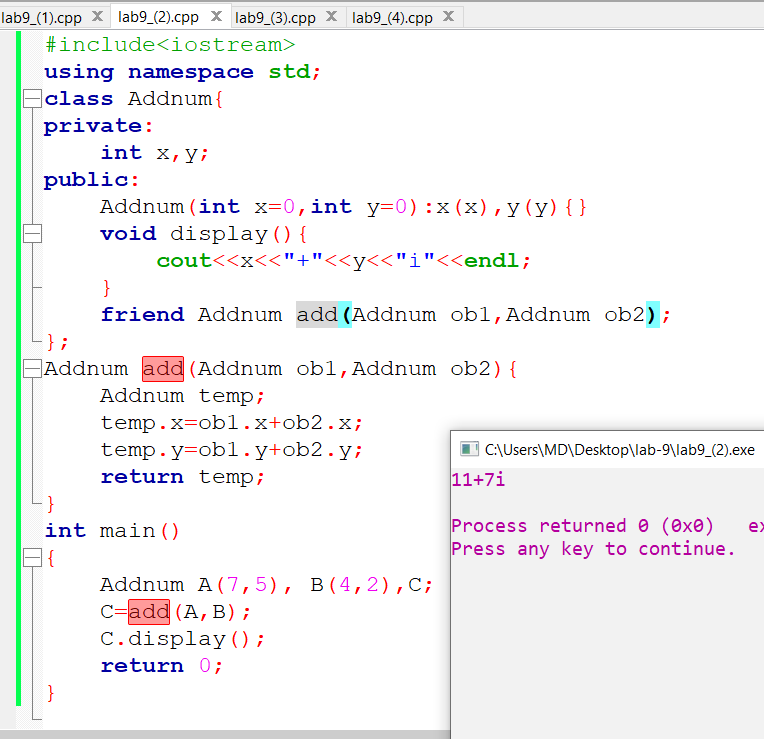 lab9_(1).cpp X lab9_(2).cpp X lab9_(3).cpp X lab9_(4).cpp X
#include<iostream>
using namespace std;
class Addnum{
private:
    int x,y;
public:
    Addnum(int x=0,int y=0):x(x),y(y){}
    void display(){
        cout<<x<<"+"<<y<<"i"<<endl;
    }
    friend Addnum add(Addnum ob1,Addnum ob2);
};
Addnum add(Addnum ob1,Addnum ob2){
    Addnum temp;
    temp.x=ob1.x+ob2.x;
    temp.y=ob1.y+ob2.y;
    return temp;
}
int main()
{
    Addnum A(7,5), B(4,2),C;
    C=add(A,B);
    C.display();
    return 0;
}
C:\Users\MD\Desktop\lab-9\lab9_(2).exe
11+7i
Process returned 0 (0x0)   ex
Press any key to continue.